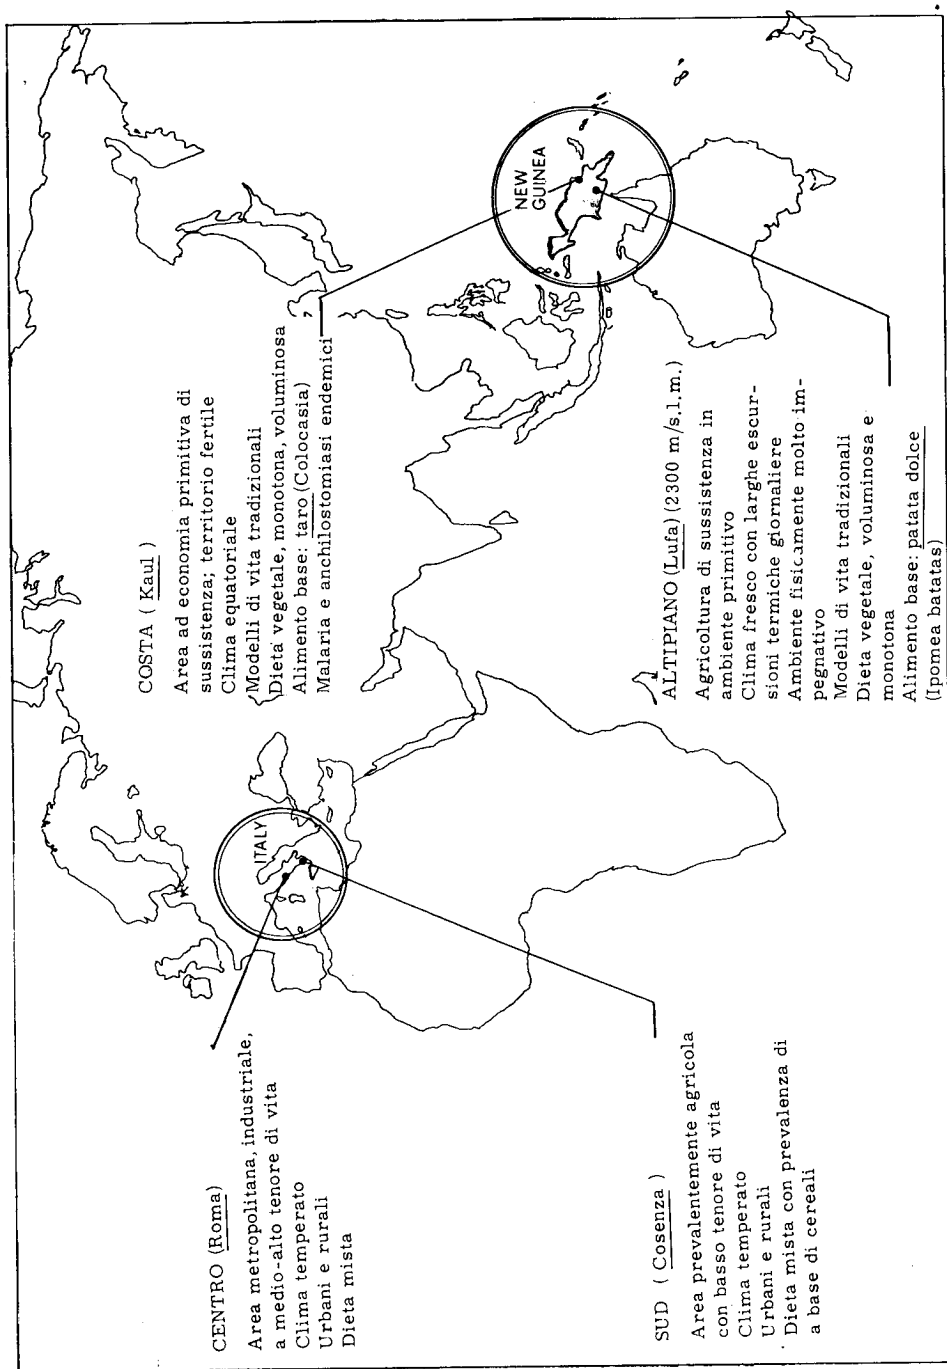 CENTRO (Roma)
Area metropolitana, industriale,
a medio-alto tenore di vita
Clima temperato
Urbani e rurali
Dieta mista
ITALY
COSTA ( Kaul )
Area ad economia primitiva di
sussistenza; territorio fertile
Clima equatoriale
Modelli di vita tradizionali
Dieta vegetale, monotona, voluminosa
Alimento base: taro (Colocasia)
Malaria e anchilostomiasi endemici
NEW
GUINEA
SUD ( Cosenza )
Area prevalentemente agricola
con basso tenore di vita
Clima temperato
Urbani e rurali
Dieta mista con prevalenza di
a base di cereali
ALTIPIANO (Lufa) (2300 m/s.l.m.)
Agricoltura di sussistenza in
ambiente primitivo
Clima fresco con larghe escur-
sioni termiche giornaliere
Ambiente fisicamente molto im-
pegnativo
Modelli di vita tradizionali
Dieta vegetale, voluminosa e
monotona
Alimento base: patata dolce
(Ipomea batatas)